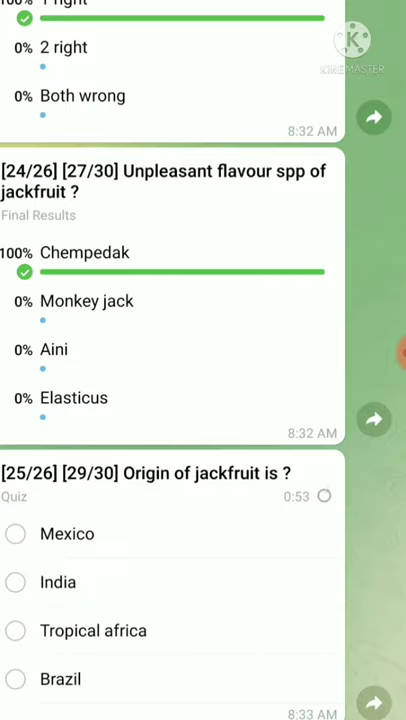 100% 1 right
0% 2 right
0% Both wrong
8:32 AM
K
KINEMASTER
[24/26] [27/30] Unpleasant flavour spp of
jackfruit ?
Final Results
100% Chempedak
0% Monkey jack
0% Aini
0% Elasticus
8:32 AM
[25/26] [29/30] Origin of jackfruit is ?
Quiz
0:53
Mexico
India
Tropical africa
Brazil
8:33 AM